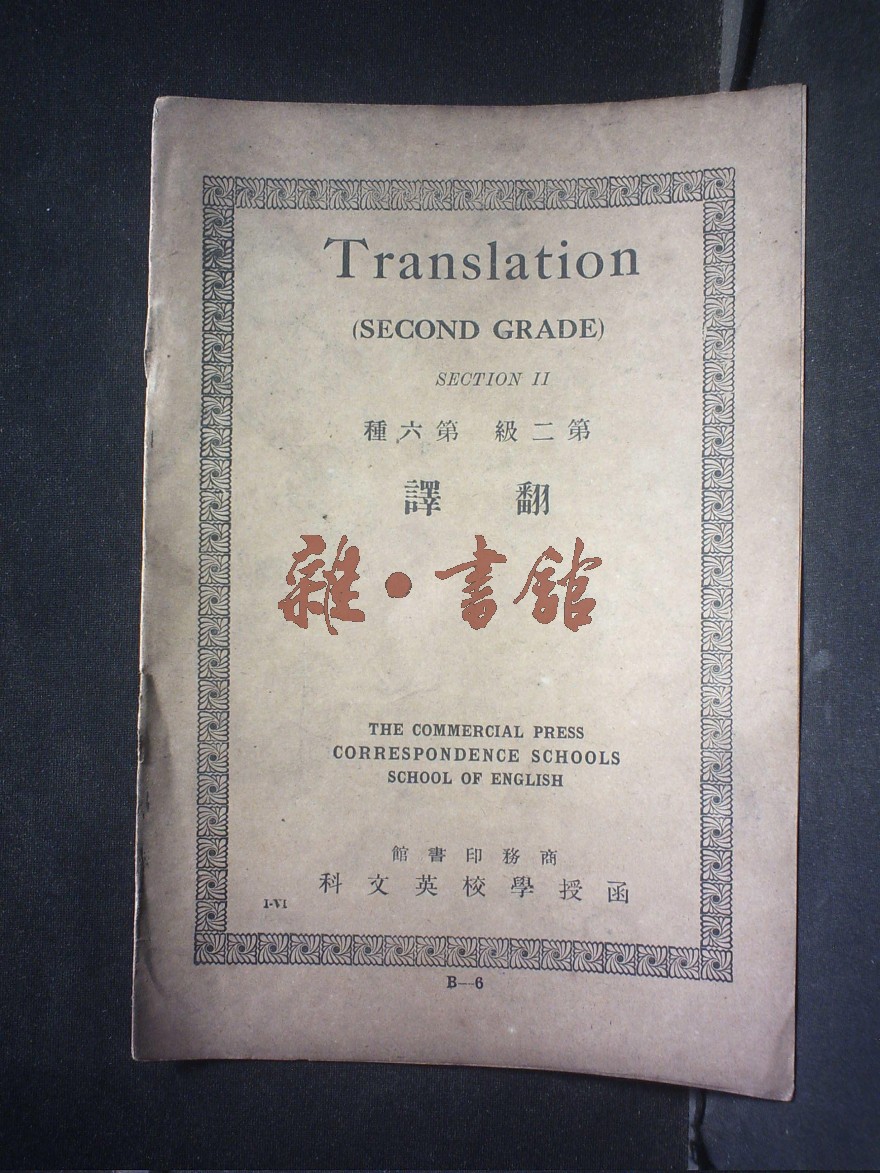 Translation
(SECOND GRADE)
SECTION II
第二級 第六種
翻譯
雜·書館
THE COMMERCIAL PRESS
CORRESPONDENCE SCHOOLS
SCHOOL OF ENGLISH
商務印書館
函授學校英文科
I-VI
B—6